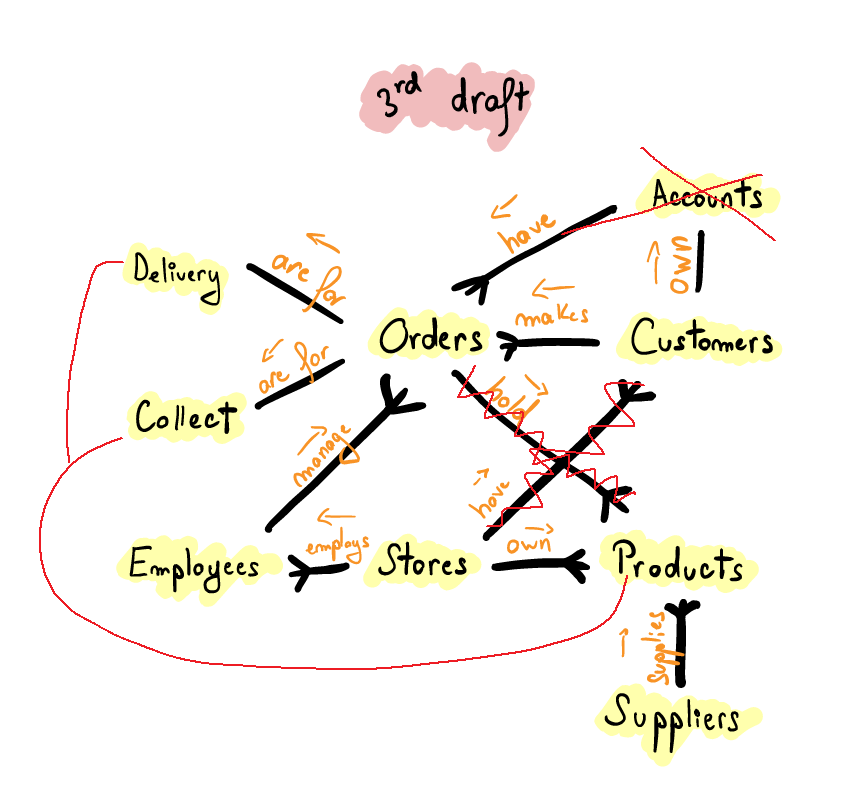 3rd draft
Accounts
have
own
are for
Delivery
makes
Orders
Customers
are for
hold
Collect
manage
have
employs
own
Employees
Stores
Products
supplies
Suppliers